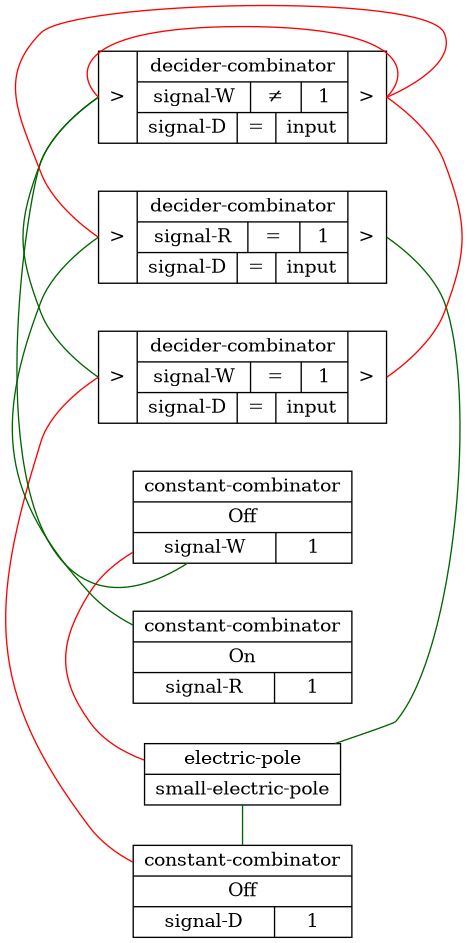 decider-combinator
> signal-W ≠ 1 >
signal-D = input
decider-combinator
> signal-R = 1 >
signal-D = input
decider-combinator
> signal-W = 1 >
signal-D = input
constant-combinator
Off
signal-W 1
constant-combinator
On
signal-R 1
electric-pole
small-electric-pole
constant-combinator
Off
signal-D 1